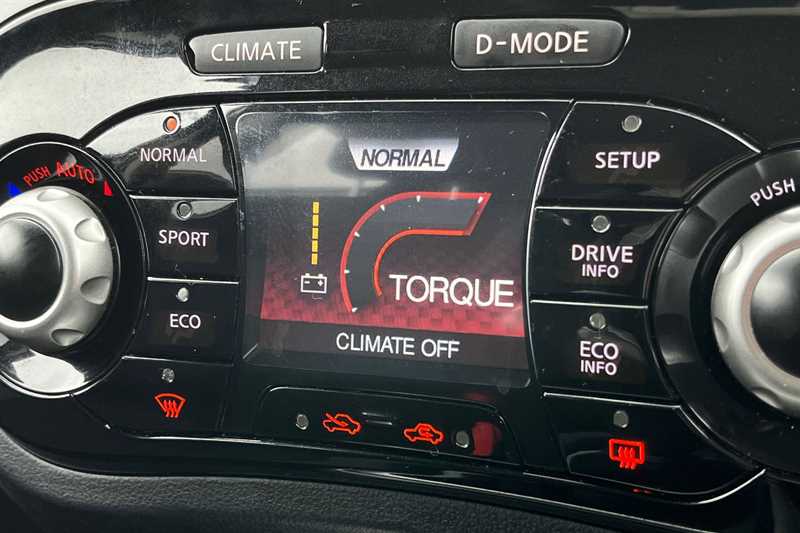 CLIMATE
D-MODE
NORMAL
NORMAL
SETUP
PUSH AUTO
PUSH
SPORT
DRIVE
INFO
TORQUE
ECO
ECO
INFO
CLIMATE OFF